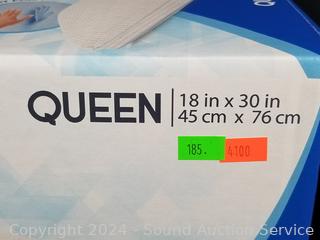 QUEEN
18 in x 30 in
45 cm x 76 cm
185.
4100
Copyright 2024 - Sound Auction Service